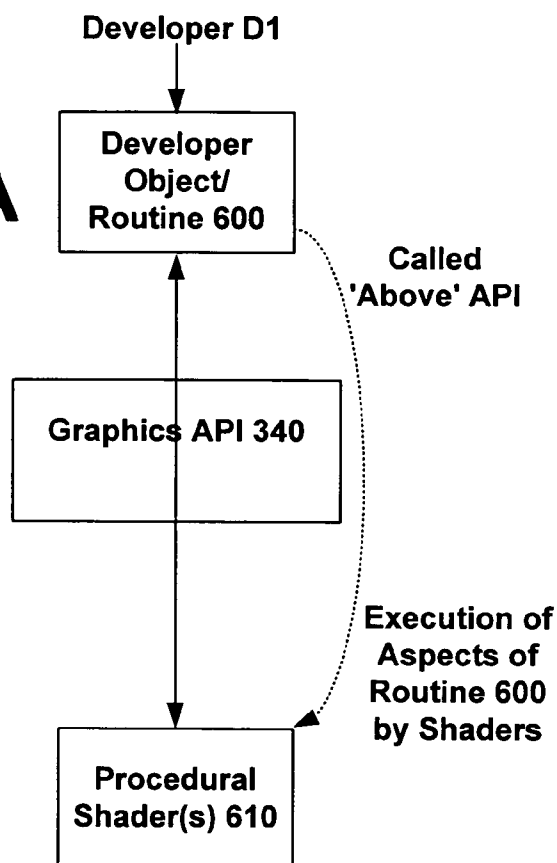 Developer D1
A
Developer
Object/
Routine 600
Called
'Above' API
Graphics API 340
Execution of
Aspects of
Routine 600
by Shaders
Procedural
Shader(s) 610